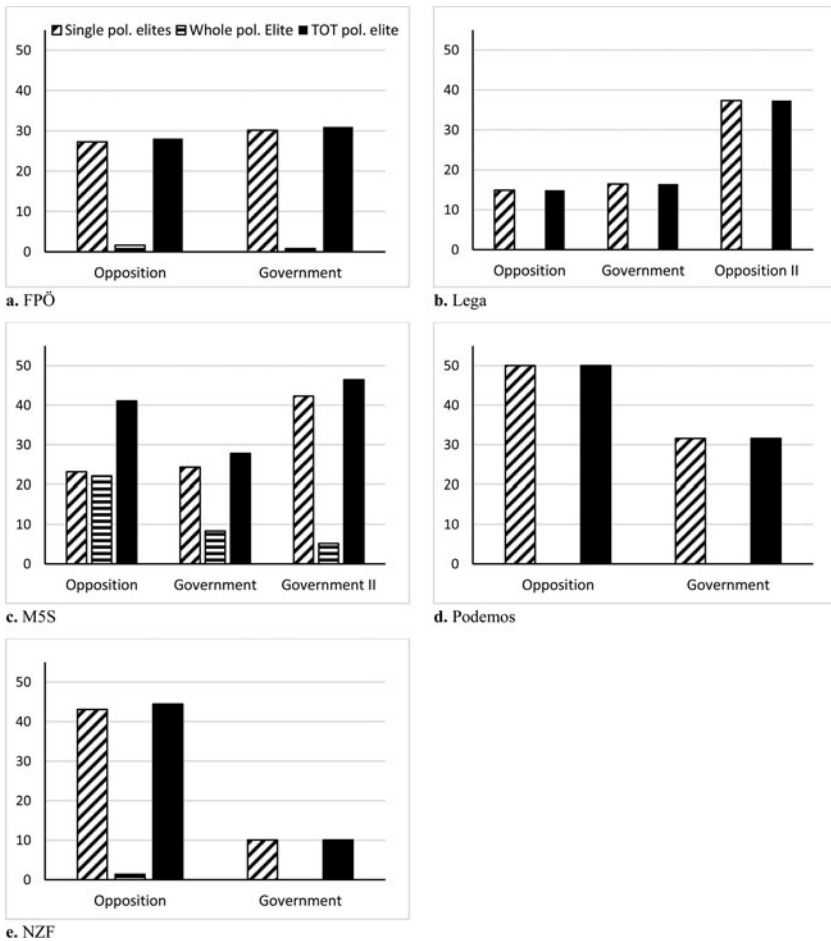 Single pol. elites Whole pol. Elite TOT pol. elite
50
40
30
20
10
0
Opposition Government
a. FPÖ
50
40
30
20
10
0
Opposition Government Opposition II
b. Lega
50
40
30
20
10
0
Opposition Government Government II
c. M5S
50
40
30
20
10
0
Opposition Government
d. Podemos
50
40
30
20
10
0
Opposition Government
e. NZF